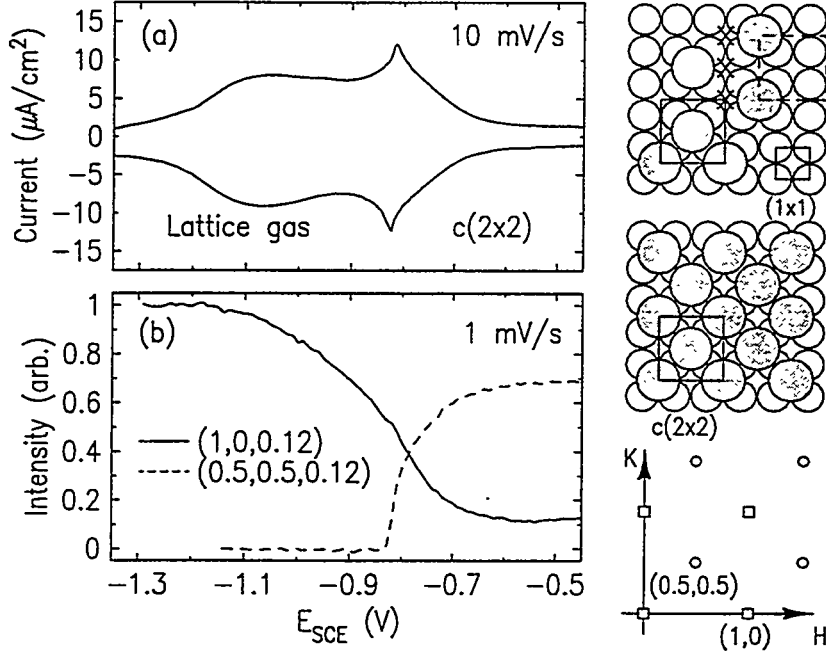 (a)
10 mV/s
Current (μA/cm²)
15
10
5
0
-5
-10
-15
Lattice gas
c(2x2)
(b)
1 mV/s
Intensity (arb.)
1
0.8
0.6
0.4
0.2
0
(1,0,0.12)
(0.5,0.5,0.12)
-1.3
-1.1
-0.9
-0.7
-0.5
E_SCE (V)
(1x1)
c(2x2)
K
(0.5,0.5)
(1,0)
H